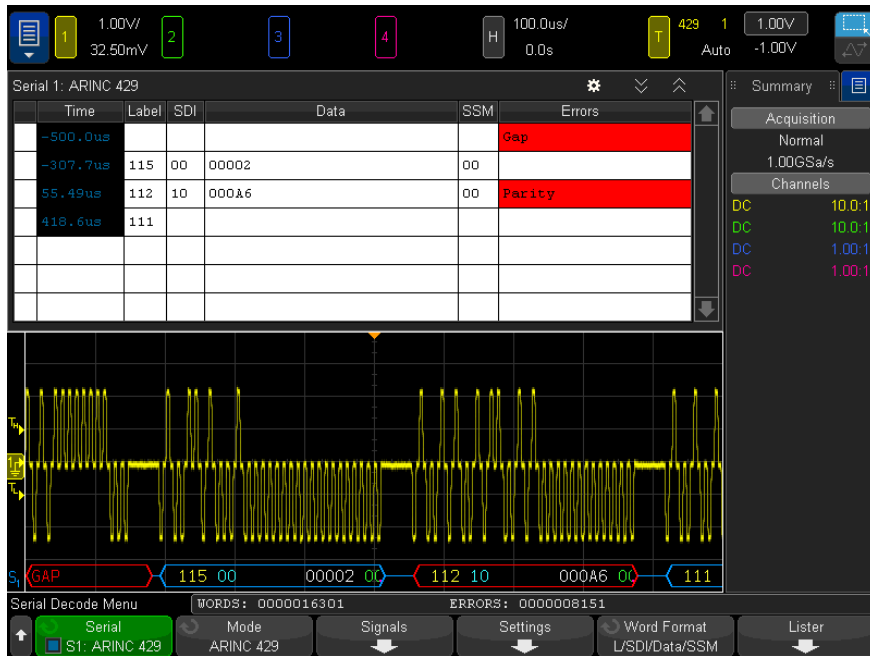 1 1.00V/ 2 3 4 H 100.0us/ T 429 1 1.00V
32.50mV 0.0s Auto -1.00V
Serial 1: ARINC 429
Summary
Time Label SDI Data SSM Errors
Acquisition
-500.0us Gap
Normal
-307.7us 115 00 00002 00
1.00GSa/s
55.49us 112 10 000A6 00 Parity
Channels
DC 10.0:1
418.6us 111
DC 10.0:1
DC 1.00:1
DC 1.00:1
TH
1
TL
S1 GAP 115 00 00002 00 112 10 000A6 00 111
Serial Decode Menu WORDS: 0000016301 ERRORS: 0000008151
Serial Mode Signals Settings Word Format Lister
S1: ARINC 429 ARINC 429 L/SDI/Data/SSM